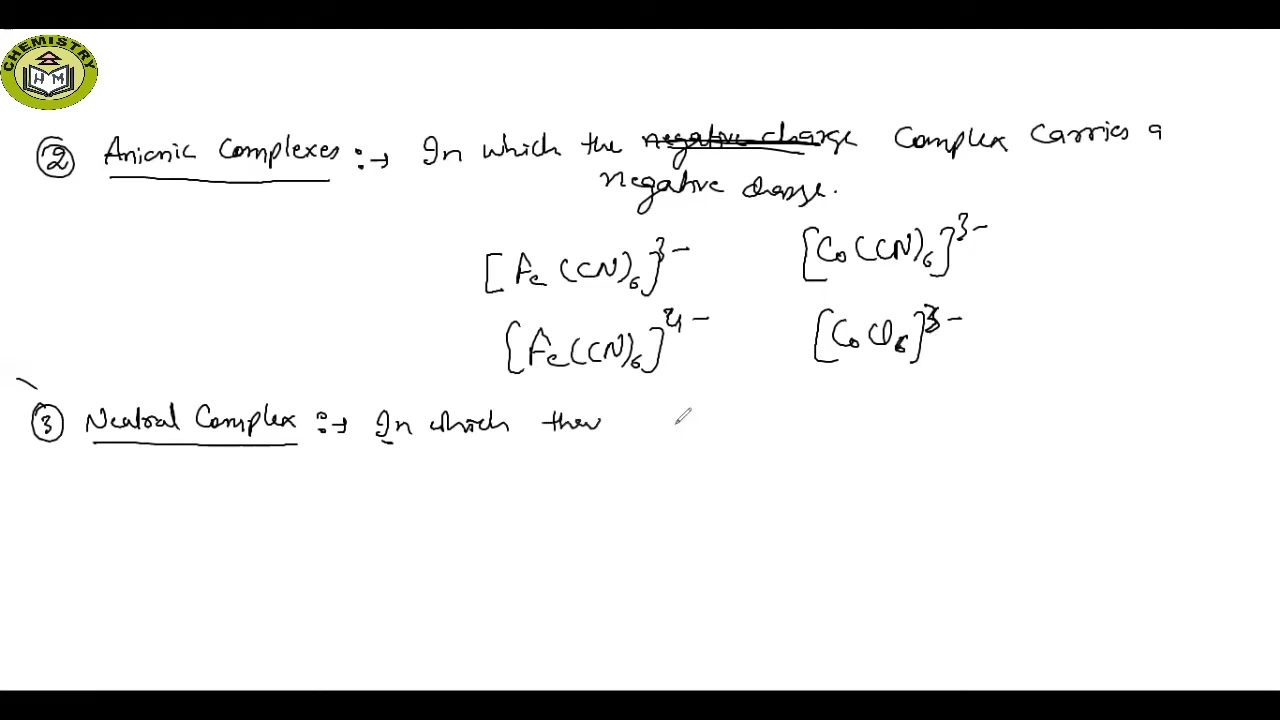 CHEMISTRY
H M
② Anionic Complexes :→ In which the negative charge Complex Carries a
negative charge.
[Fe(CN)₆]³⁻ [Co(CN)₆]³⁻
[Fe(CN)₆]⁴⁻ [CoCl₆]³⁻
③ Neutral Complex :→ In which ther